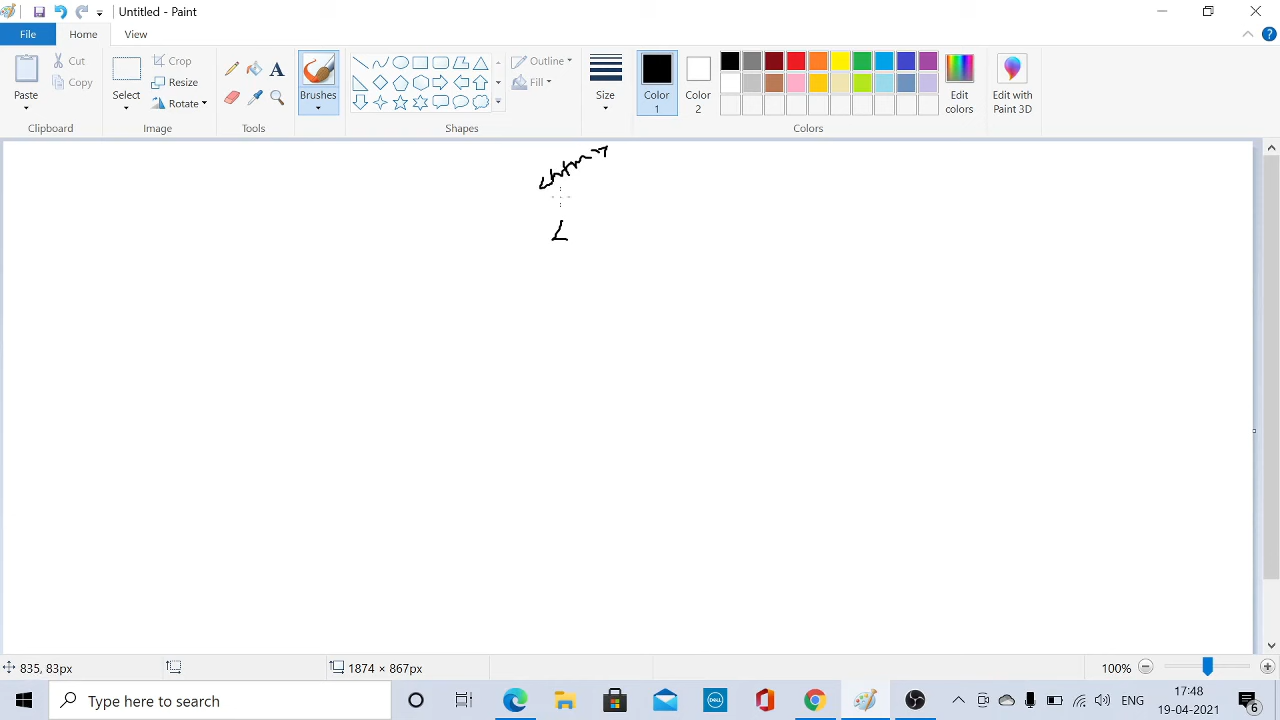 Untitled - Paint
File Home View
Paste Cut Copy
Clipboard
Select Crop Resize Rotate
Image
A
Tools
Brushes
Outline Fill
Shapes
Size
Color 1
Color 2
Edit colors
Colors
Edit with Paint 3D
835, 83px
1874 × 867px
100%
Type here to search
DELL
ENG
17:48
19-04-2021
6